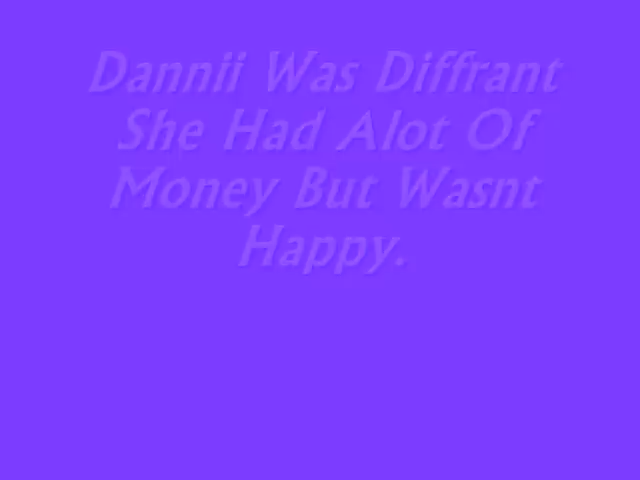 Dannii Was Diffrant
She Had Alot Of
Money But Wasnt
Happy.